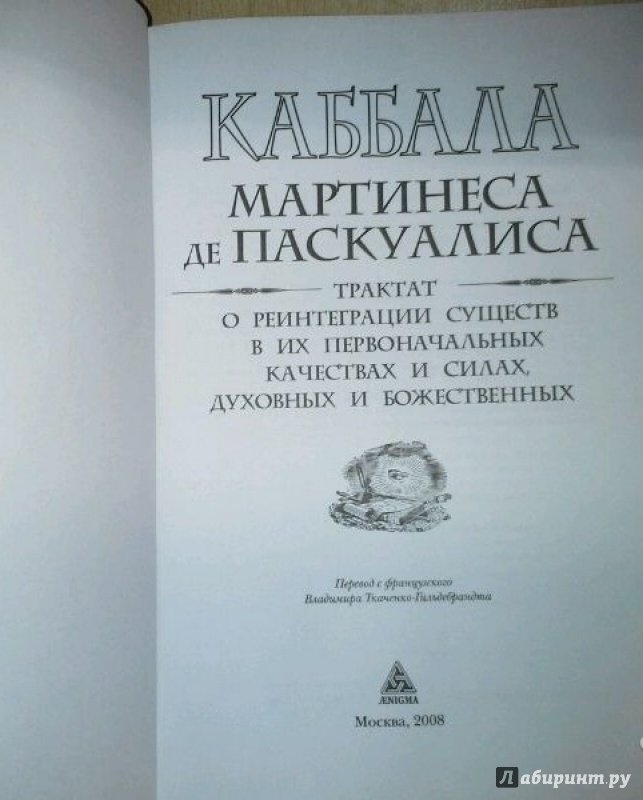 КАББАЛА
МАРТИНЕСА
ДЕ ПАСКУАЛИСА
ТРАКТАТ
О РЕИНТЕГРАЦИИ СУЩЕСТВ
В ИХ ПЕРВОНАЧАЛЬНЫХ
КАЧЕСТВАХ И СИЛАХ,
ДУХОВНЫХ И БОЖЕСТВЕННЫХ
Перевод с французского
Владимира Ткаченко-Гильдебрандта
ÆNIGMA
Москва, 2008
Лабиринт.ру